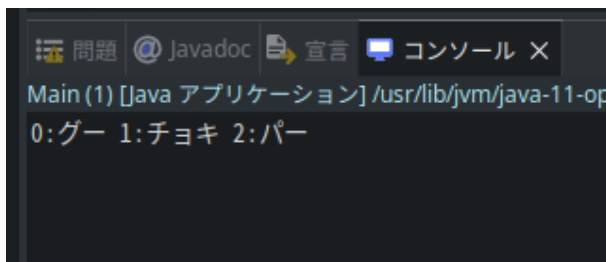 問題 @ Javadoc 宣言 コンソール ×
Main (1) [Java アプリケーション] /usr/lib/jvm/java-11-op
0:グー 1:チョキ 2:パー